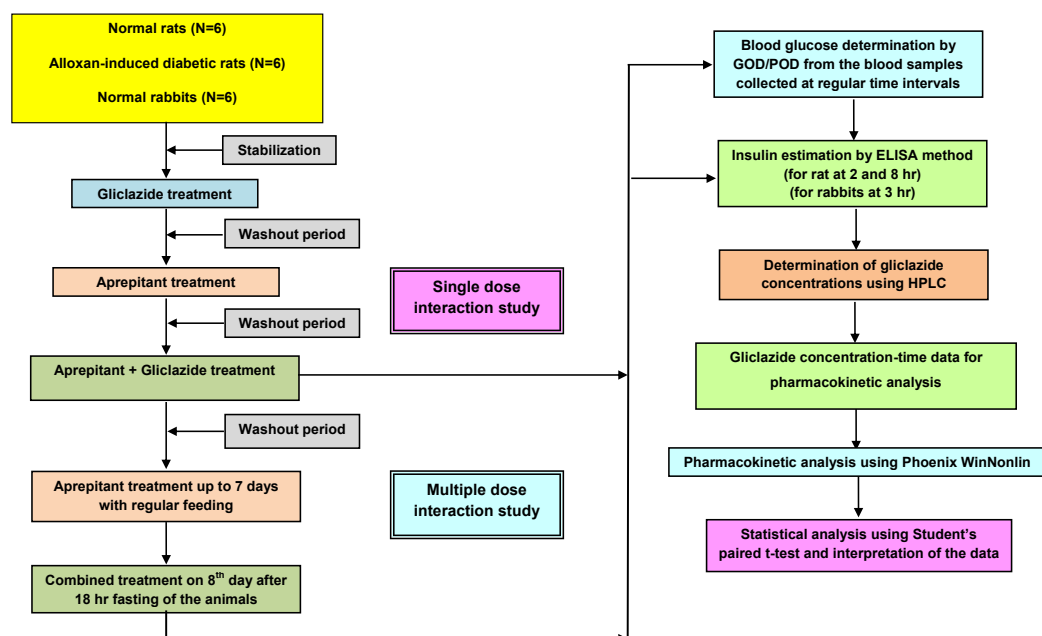 Normal rats (N=6)
Alloxan-induced diabetic rats (N=6)
Normal rabbits (N=6)
Stabilization
Gliclazide treatment
Washout period
Aprepitant treatment
Washout period
Aprepitant + Gliclazide treatment
Washout period
Aprepitant treatment up to 7 days
with regular feeding
Combined treatment on 8th day after
18 hr fasting of the animals
Single dose
interaction study
Multiple dose
interaction study
Blood glucose determination by
GOD/POD from the blood samples
collected at regular time intervals
Insulin estimation by ELISA method
(for rat at 2 and 8 hr)
(for rabbits at 3 hr)
Determination of gliclazide
concentrations using HPLC
Gliclazide concentration-time data for
pharmacokinetic analysis
Pharmacokinetic analysis using Phoenix WinNonlin
Statistical analysis using Student's
paired t-test and interpretation of the data